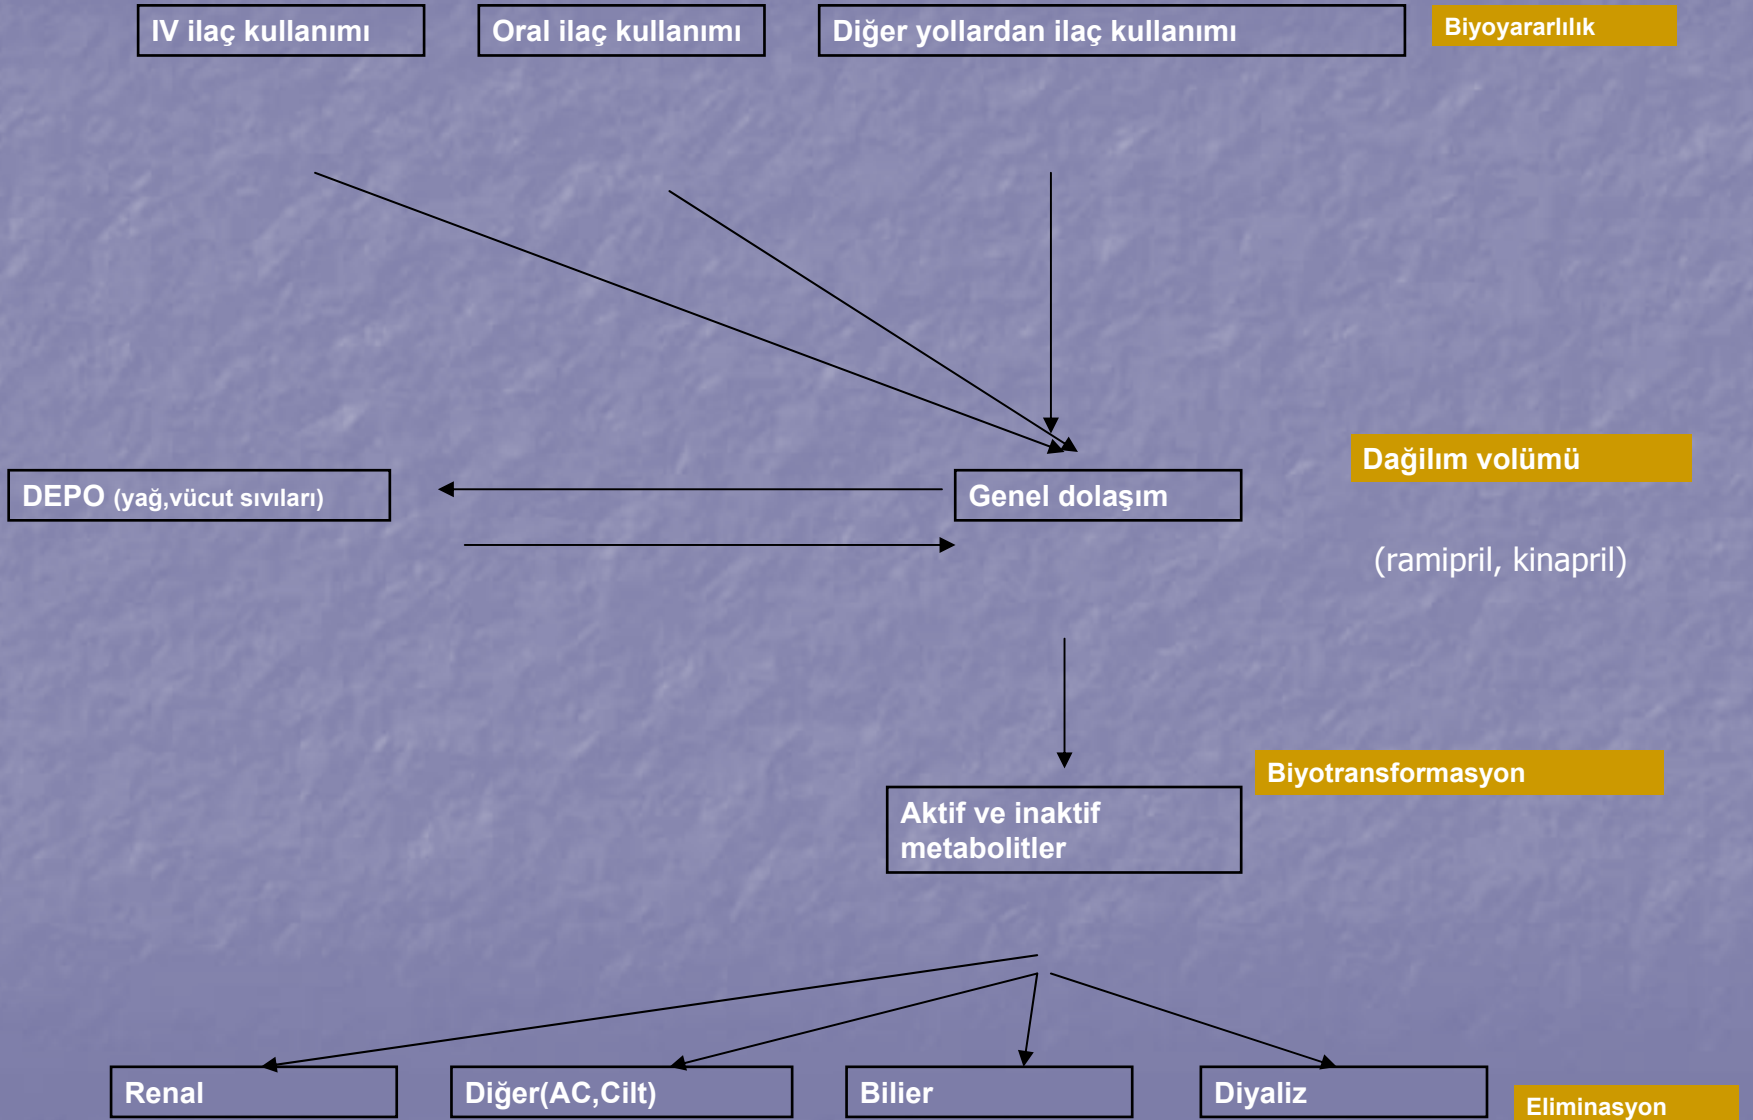 IV ilaç kullanımı
Oral ilaç kullanımı
Diğer yollardan ilaç kullanımı
Biyoyararlılık
Dağilım volümü
DEPO (yağ,vücut sıvıları)
Genel dolaşım
(ramipril, kinapril)
Biyotransformasyon
Aktif ve inaktif
metabolitler
Renal
Diğer(AC,Cilt)
Bilier
Diyaliz
Eliminasyon